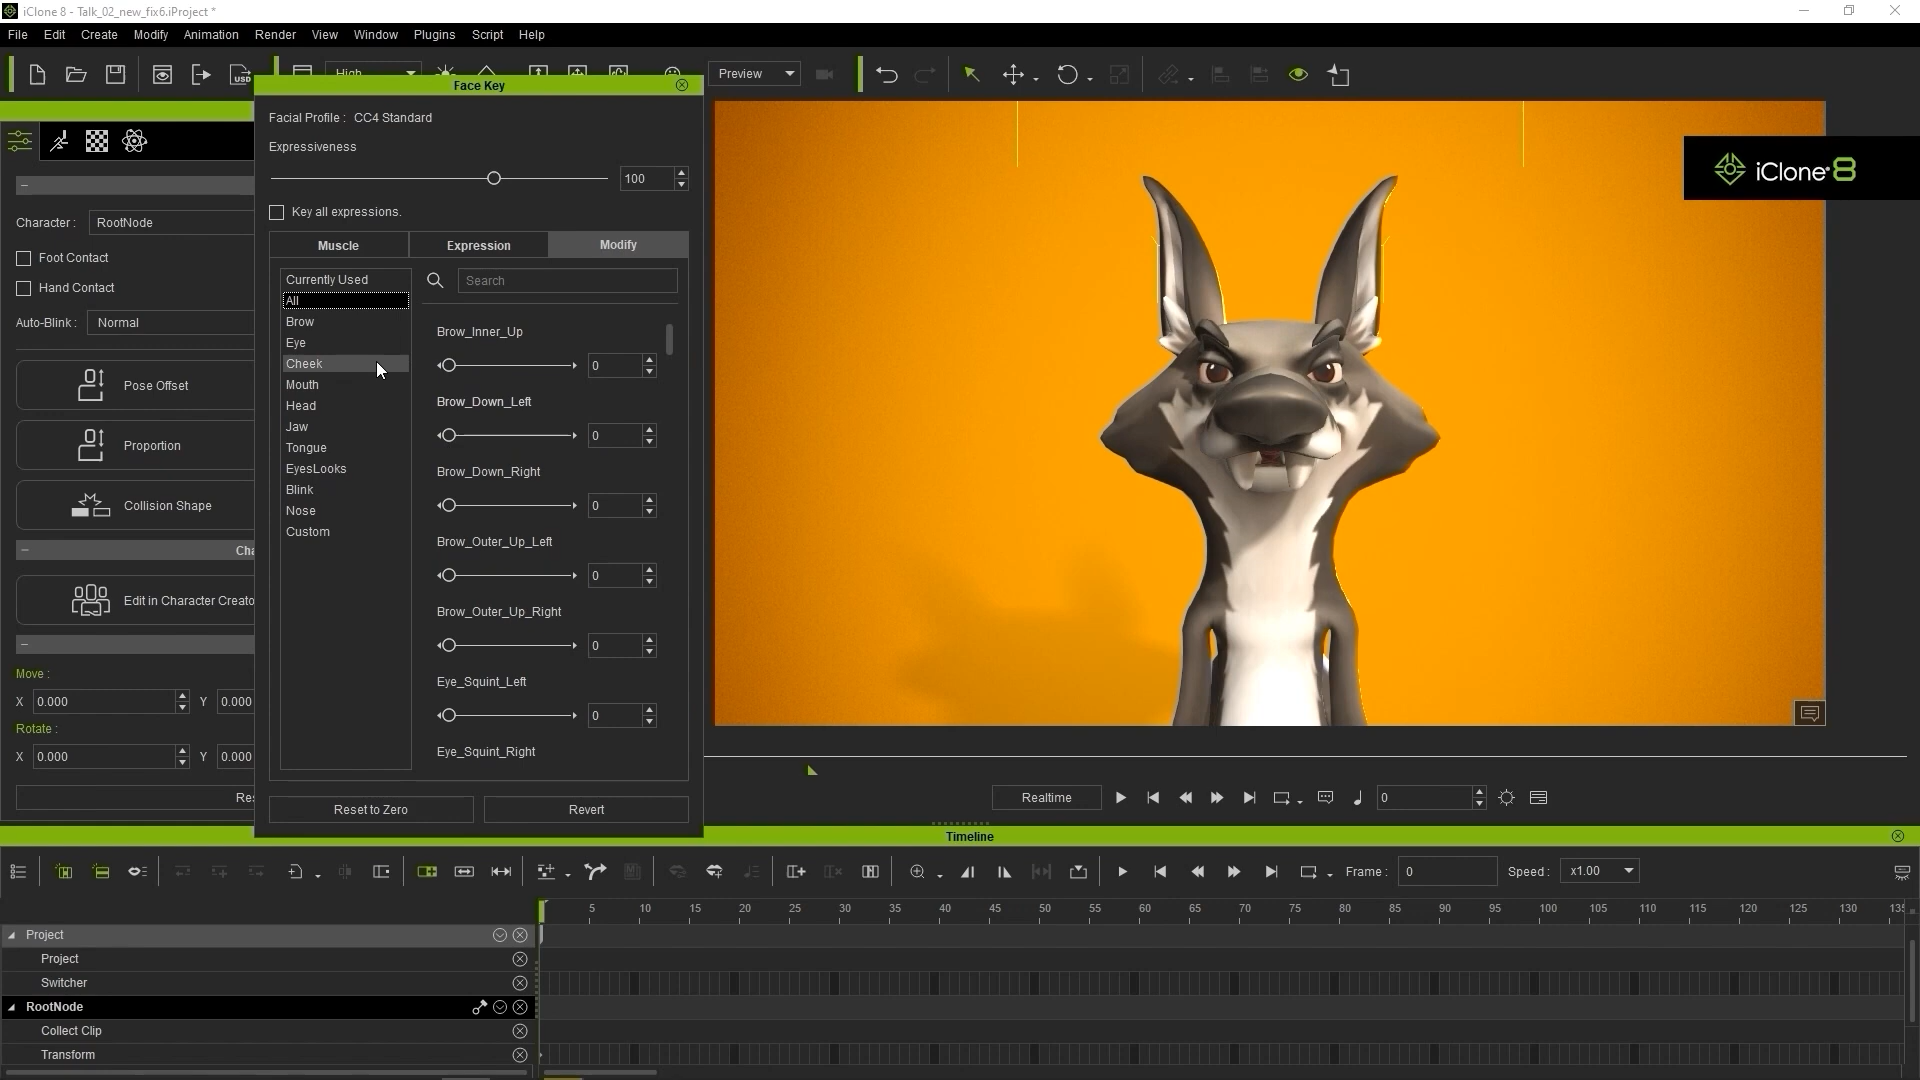 iClone 8 - Talk_02_new_fix6.iProject *
File Edit Create Modify Animation Render View Window Plugins Script Help
USD
High
Preview
Face Key
Facial Profile : CC4 Standard
Expressiveness
100
Key all expressions.
Muscle Expression Modify
Currently Used
All
Brow
Eye
Cheek
Mouth
Head
Jaw
Tongue
EyesLooks
Blink
Nose
Custom
Search
Brow_Inner_Up
0
Brow_Down_Left
0
Brow_Down_Right
0
Brow_Outer_Up_Left
0
Brow_Outer_Up_Right
0
Eye_Squint_Left
0
Eye_Squint_Right
Reset to Zero Revert
Character : RootNode
Foot Contact
Hand Contact
Auto-Blink : Normal
Pose Offset
Proportion
Collision Shape
Cha
Edit in Character Creato
Move :
X 0.000 Y 0.000
Rotate :
X 0.000 Y 0.000
Res
iClone 8
Realtime 0
Timeline
Frame : 0 Speed : x1.00
5 10 15 20 25 30 35 40 45 50 55 60 65 70 75 80 85 90 95 100 105 110 115 120 125 130 135
Project
Project
Switcher
RootNode
Collect Clip
Transform